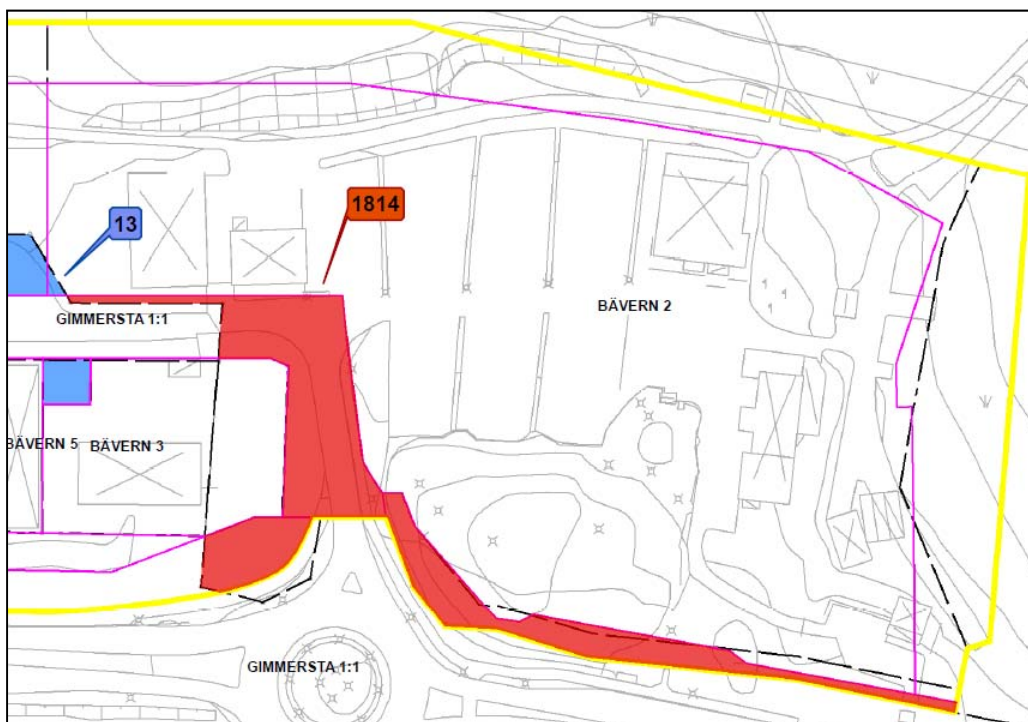 1814
13
BÄVERN 2
GIMMERSTA 1:1
BÄVERN 5
BÄVERN 3
GIMMERSTA 1:1